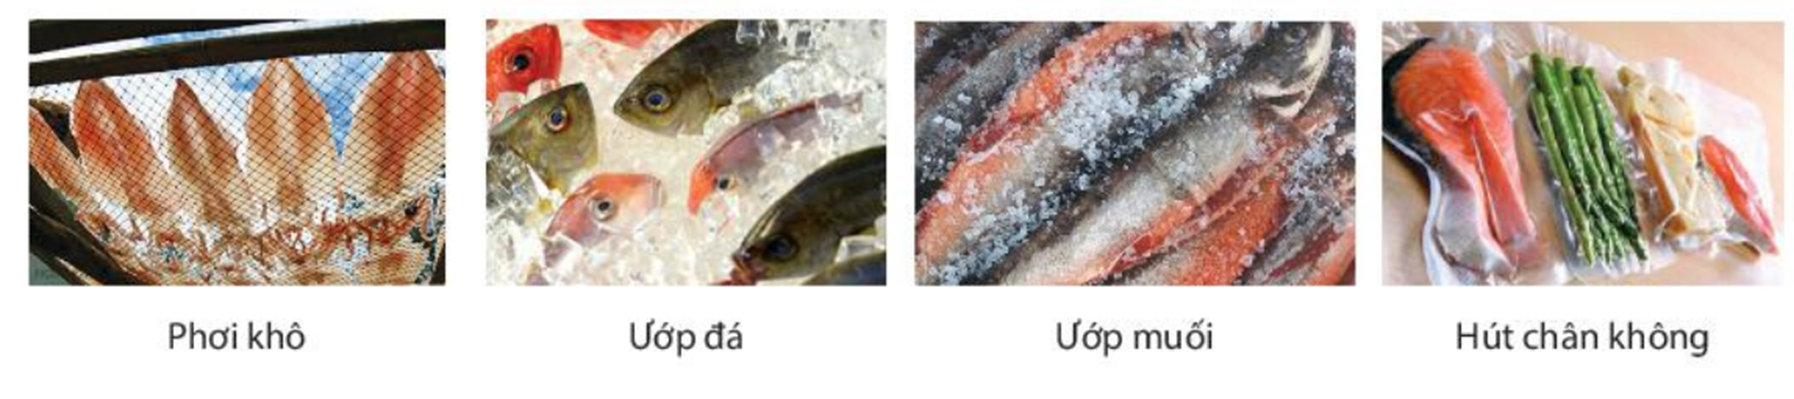 Phơi khô
Ướp đá
Ướp muối
Hút chân không